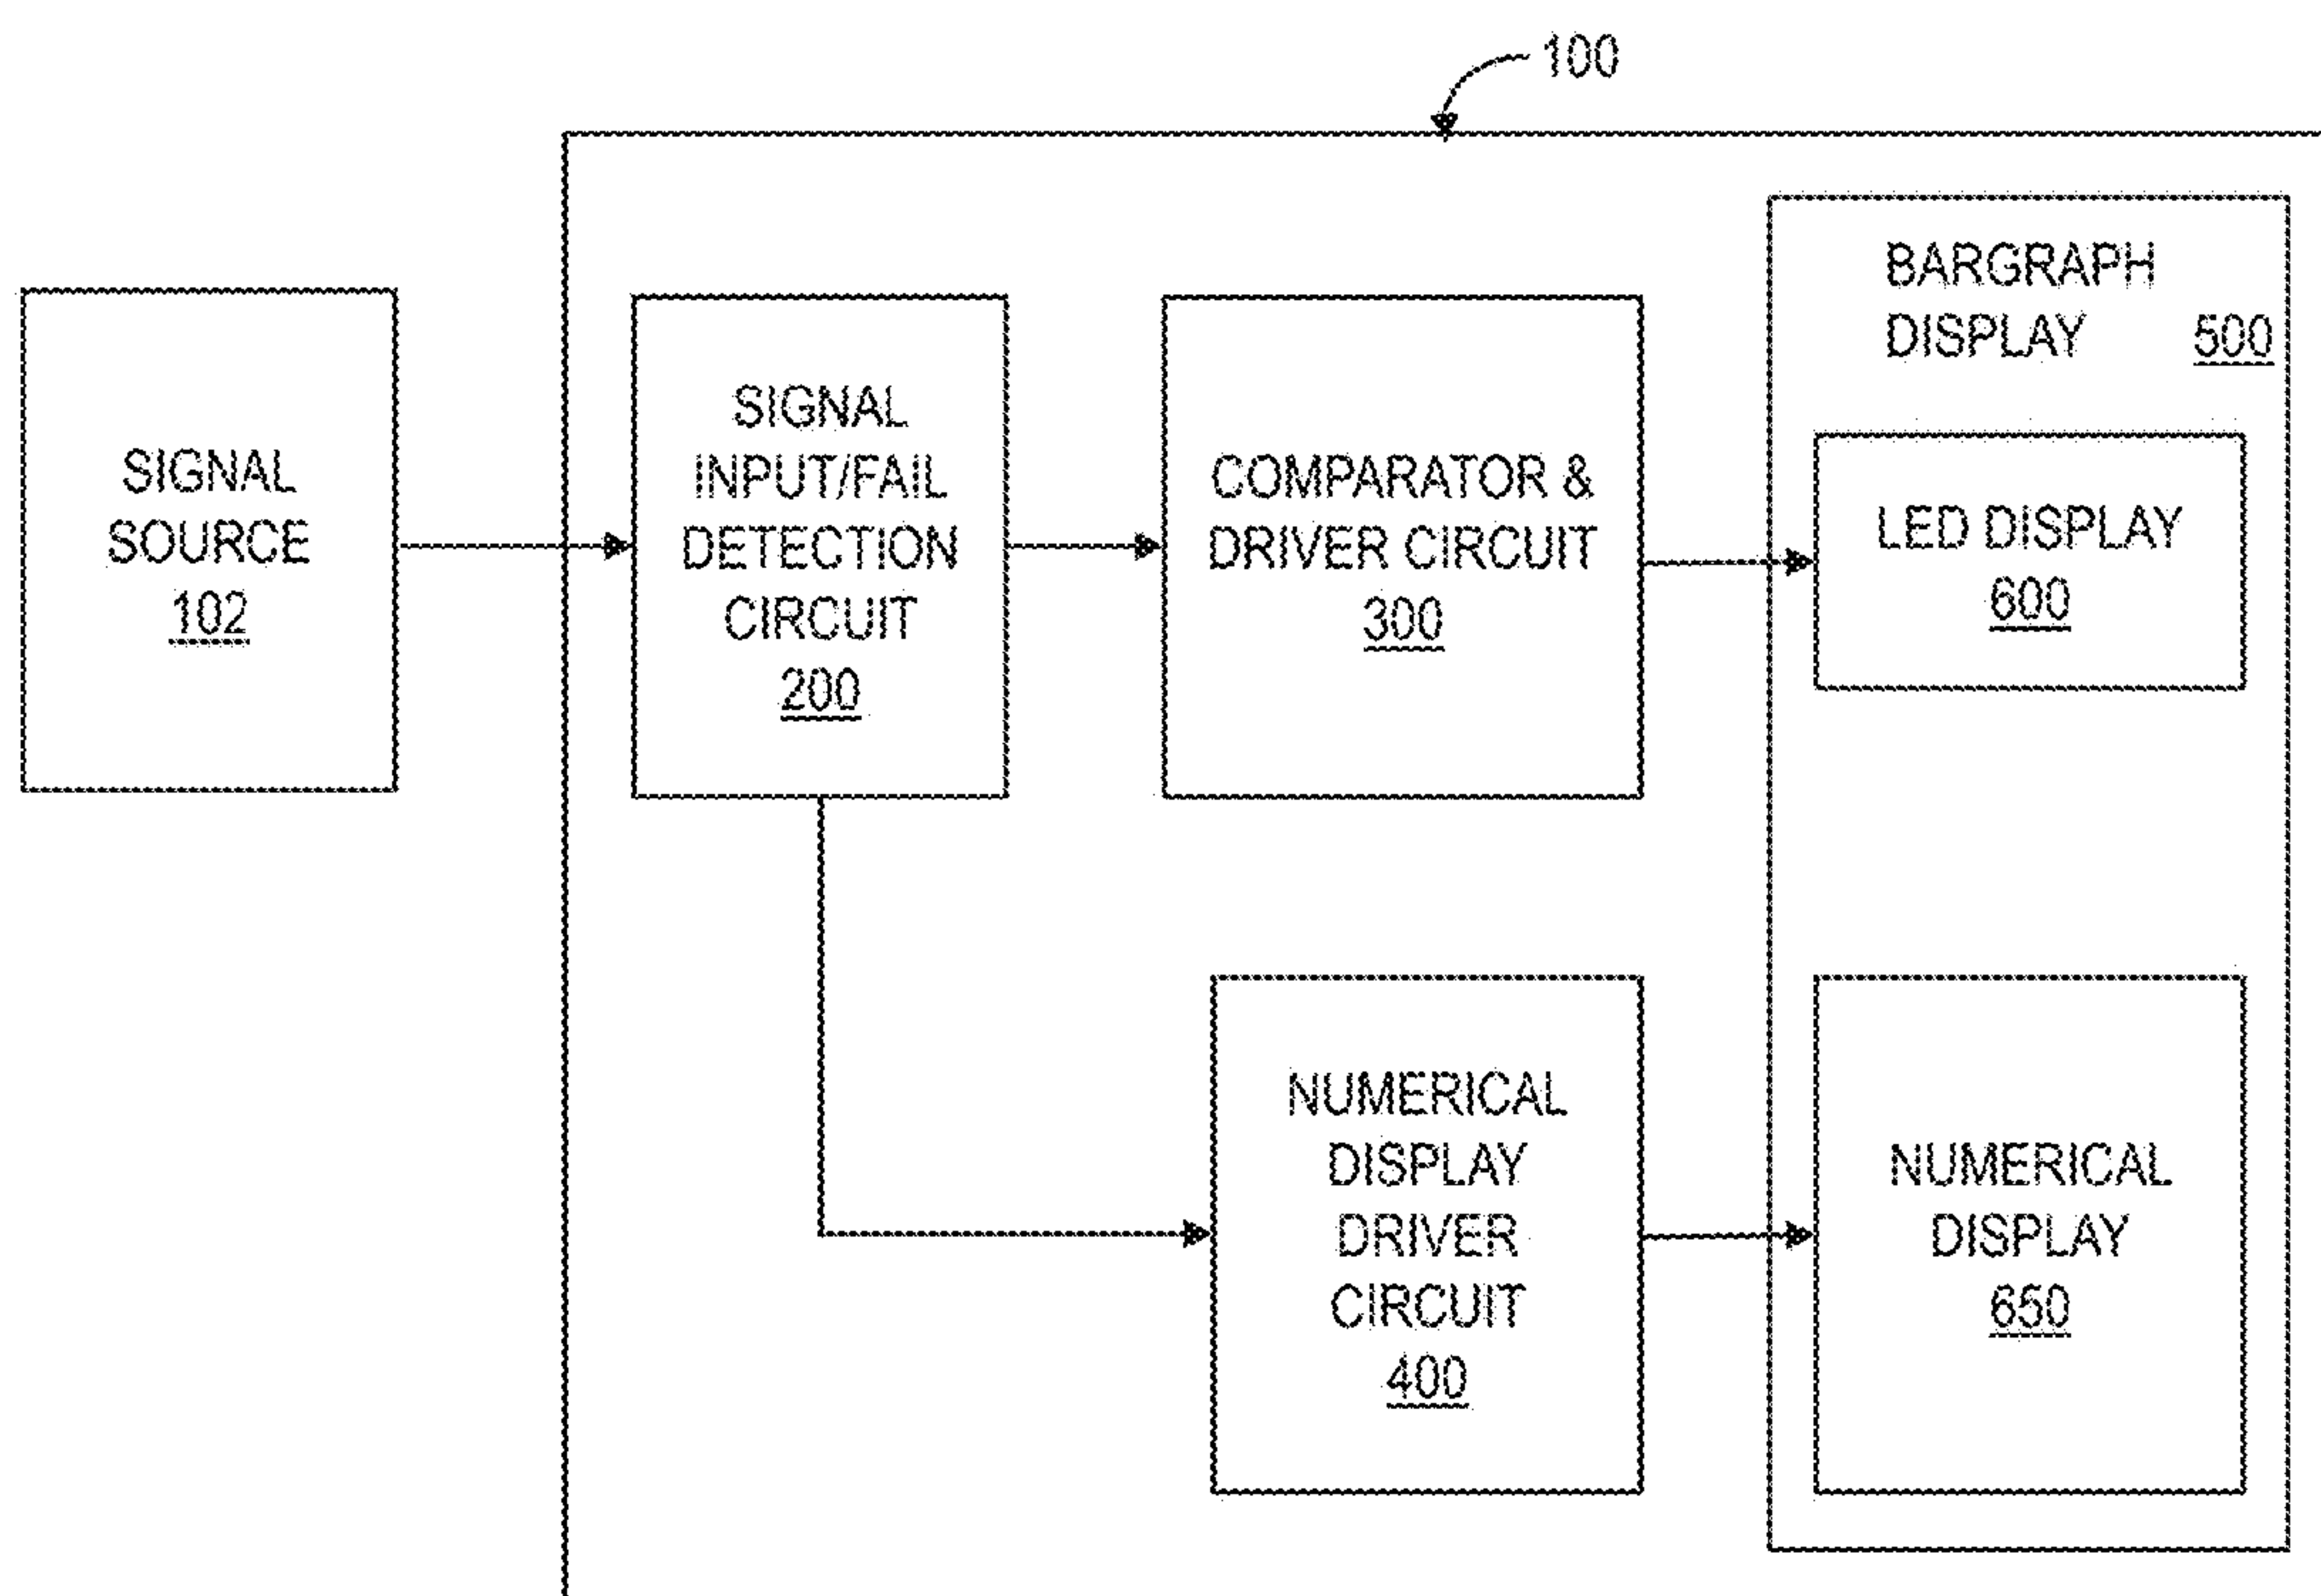 100
SIGNAL
SOURCE
102
SIGNAL
INPUT/FAIL
DETECTION
CIRCUIT
200
COMPARATOR &
DRIVER CIRCUIT
300
BARGRAPH
DISPLAY 500
LED DISPLAY
600
NUMERICAL
DISPLAY
DRIVER
CIRCUIT
400
NUMERICAL
DISPLAY
650